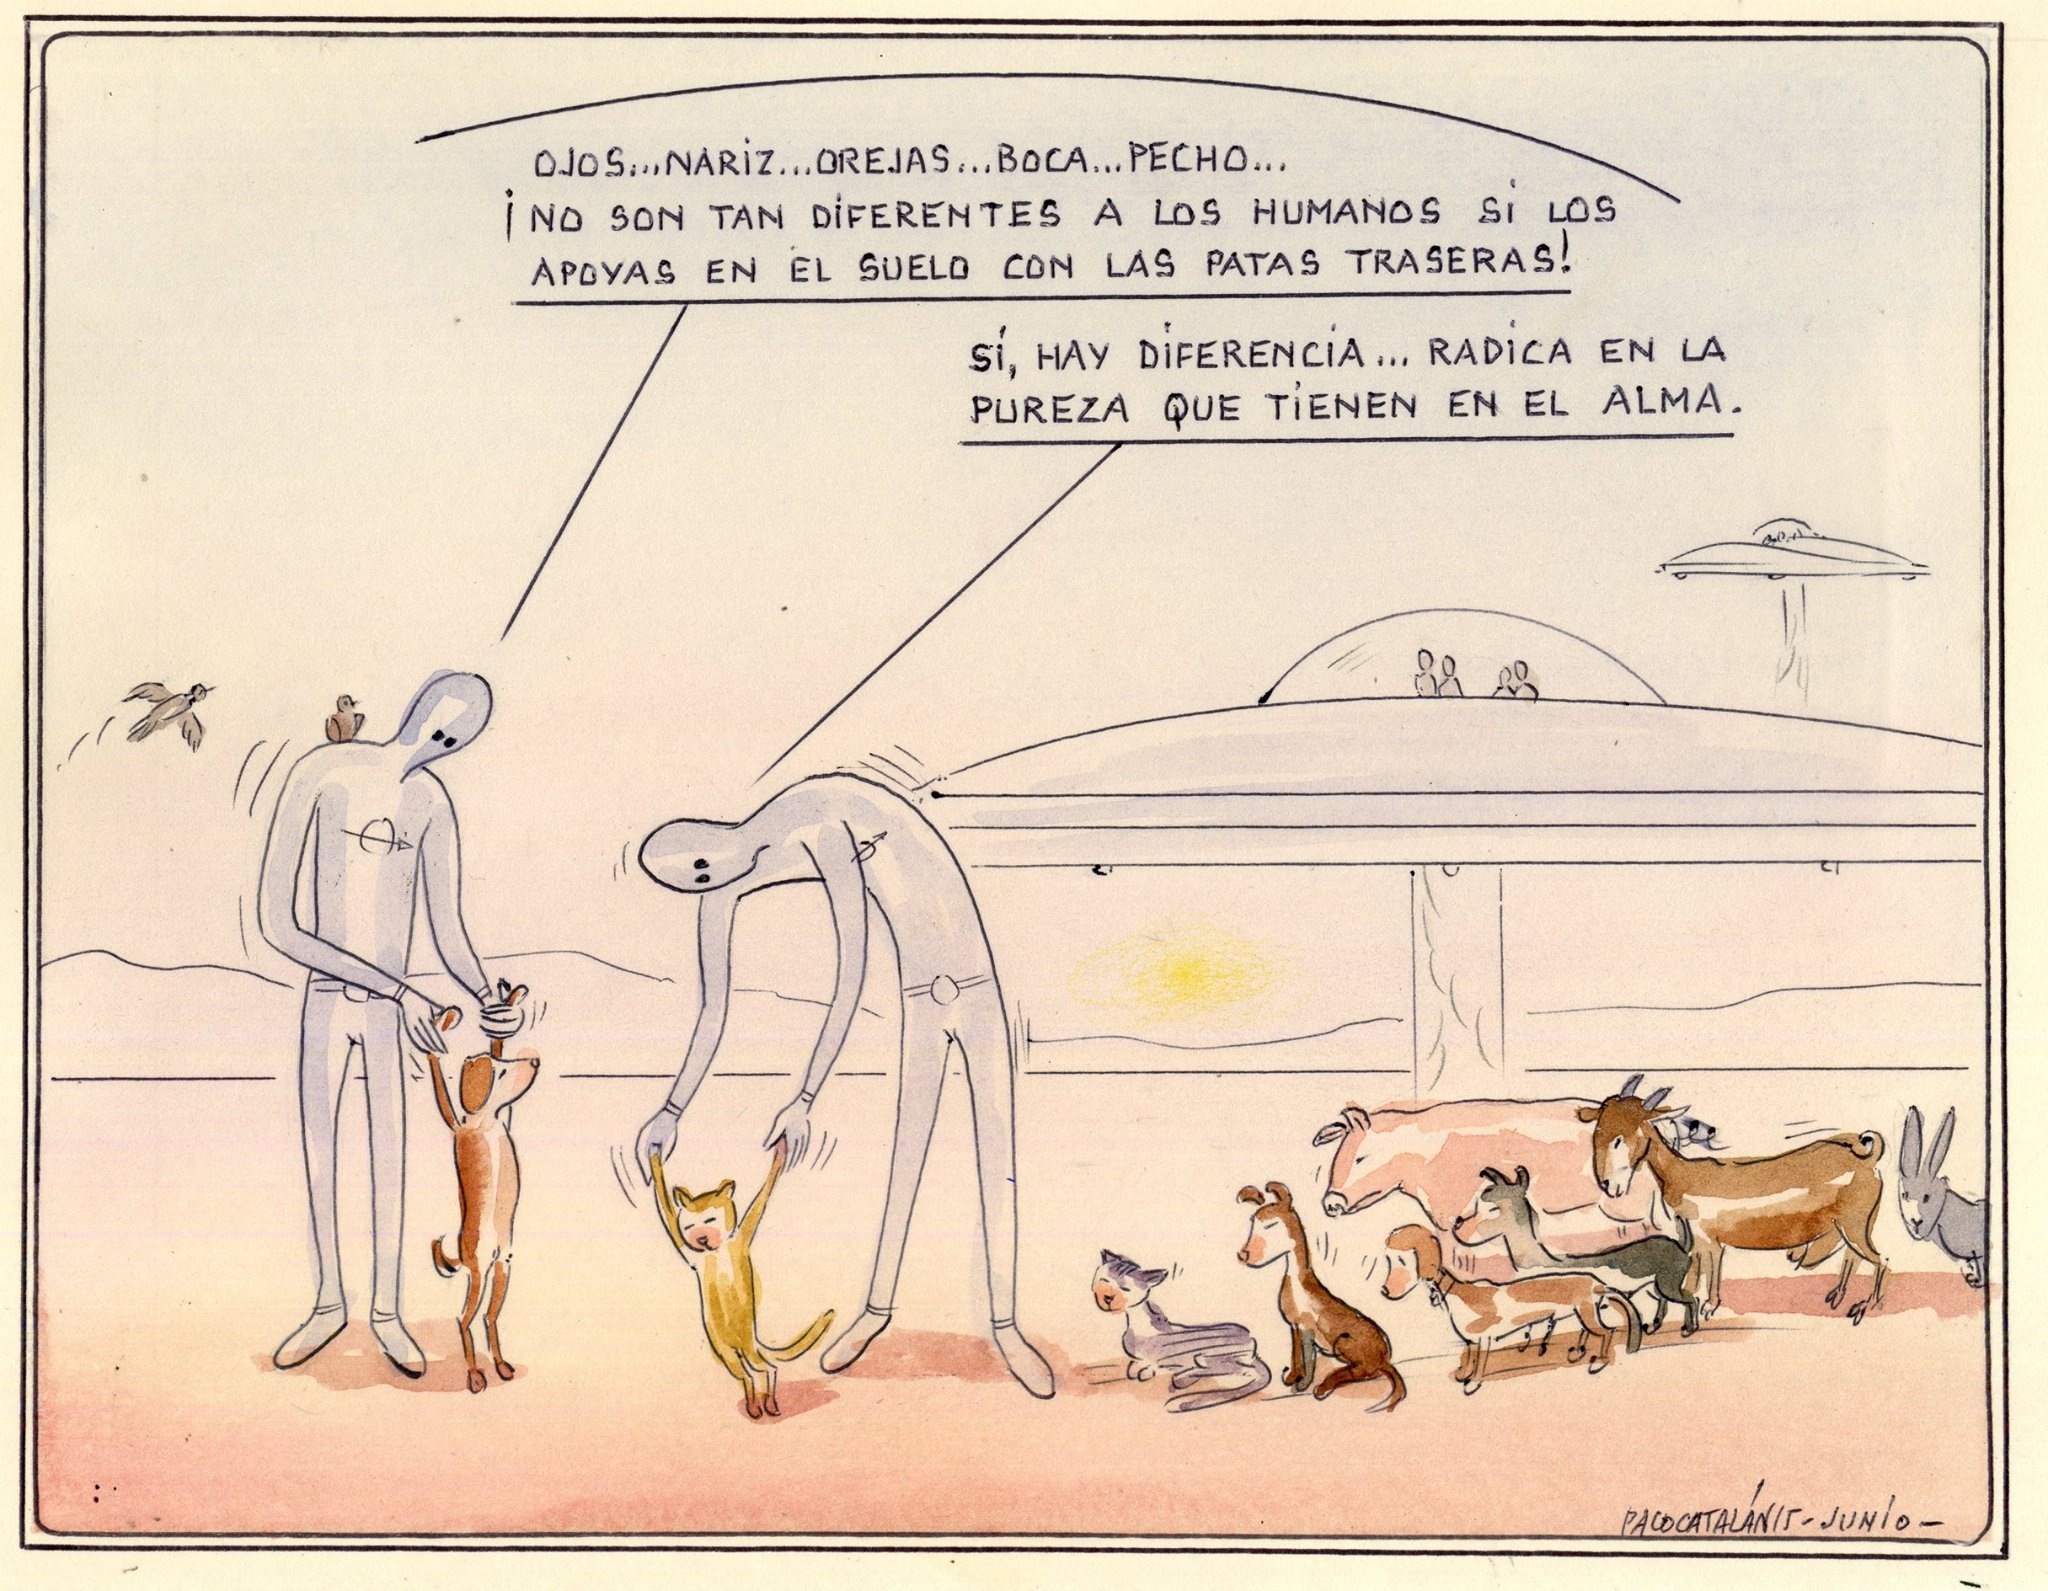 OJOS...NARIZ...OREJAS...BOCA...PECHO...
¡NO SON TAN DIFERENTES A LOS HUMANOS SI LOS
APOYAS EN EL SUELO CON LAS PATAS TRASERAS!
SÍ, HAY DIFERENCIA... RADICA EN LA
PUREZA QUE TIENEN EN EL ALMA.
PACOCATALÁN15-JUNIO-